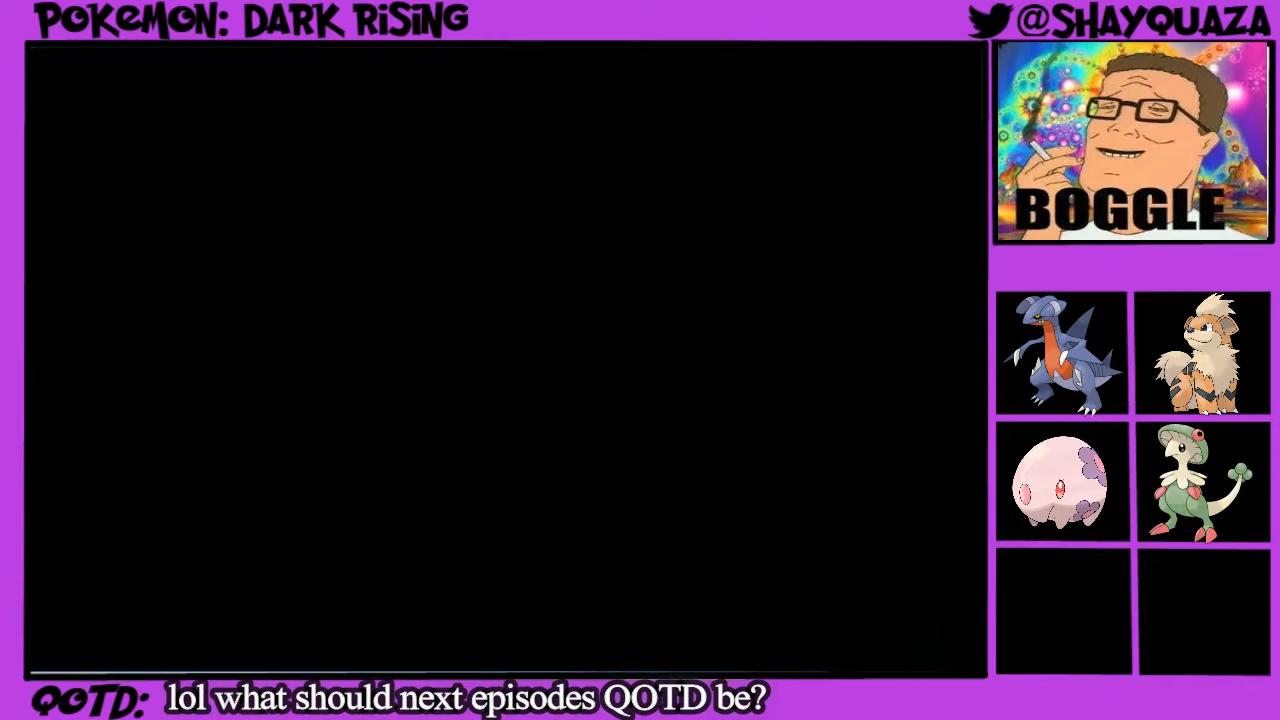 POKeMON: DARK RiSiNG
@SHAYQUAZA
BOGGLE
QOTD: lol what should next episodes QOTD be?